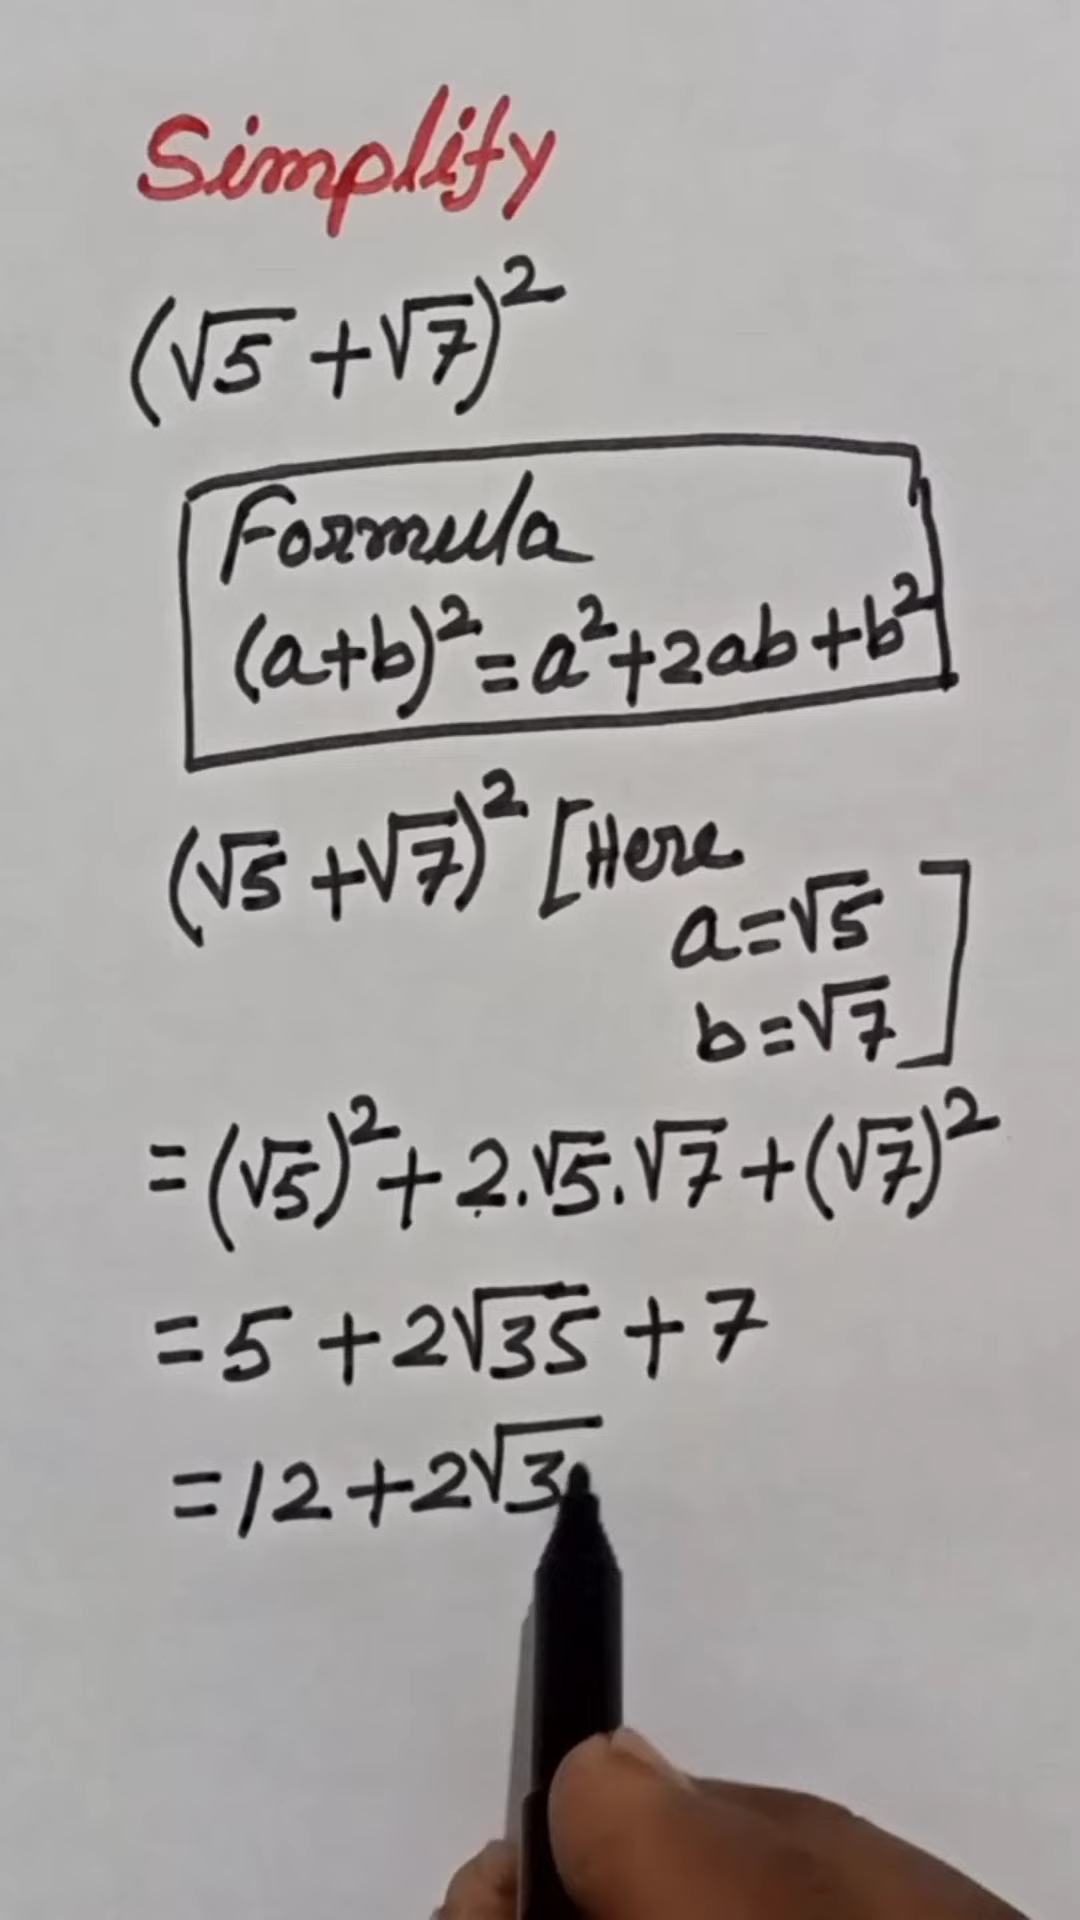 Simplify
(√5 + √7)²
Formula
(a+b)² = a² + 2ab + b²
(√5 + √7)² [Here
a = √5
b = √7 ]
= (√5)² + 2.√5.√7 + (√7)²
= 5 + 2√35 + 7
= 12 + 2√3